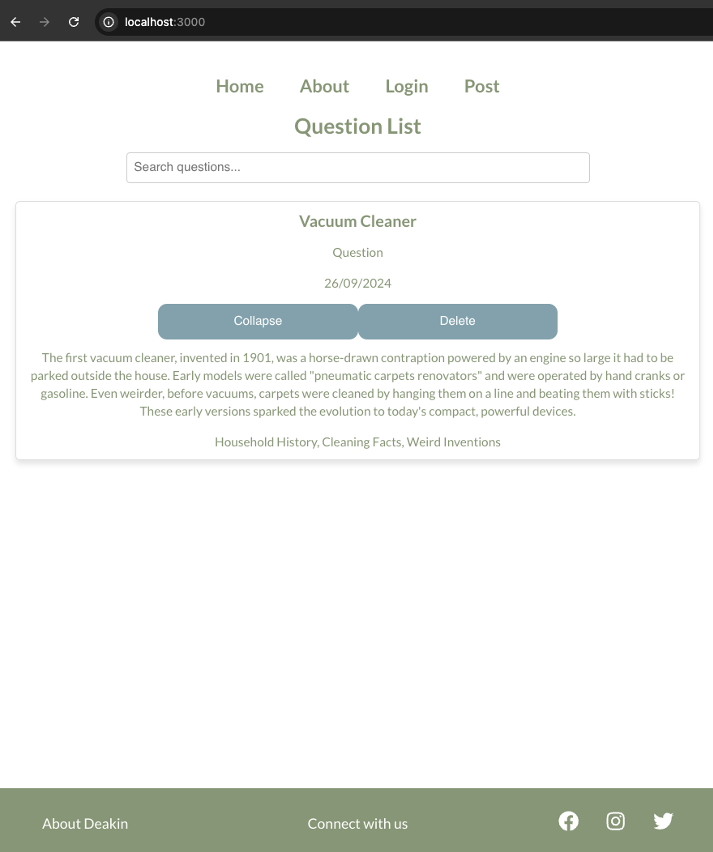 localhost:3000
Home About Login Post
Question List
Search questions...
Vacuum Cleaner
Question
26/09/2024
Collapse Delete
The first vacuum cleaner, invented in 1901, was a horse-drawn contraption powered by an engine so large it had to be
parked outside the house. Early models were called "pneumatic carpets renovators" and were operated by hand cranks or
gasoline. Even weirder, before vacuums, carpets were cleaned by hanging them on a line and beating them with sticks!
These early versions sparked the evolution to today's compact, powerful devices.
Household History, Cleaning Facts, Weird Inventions
About Deakin Connect with us